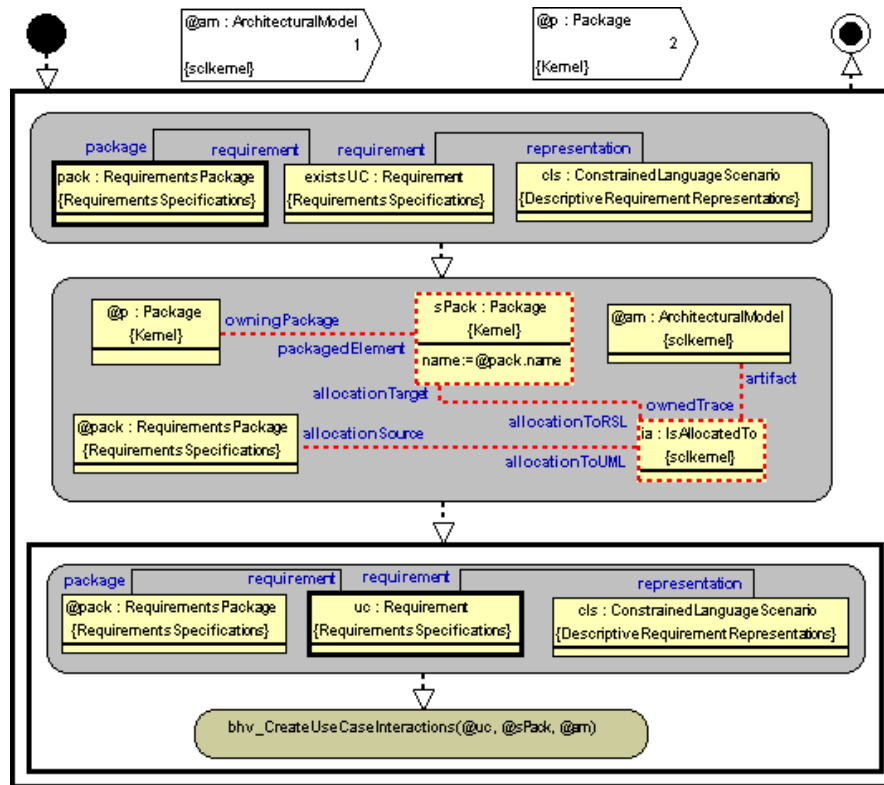 @am : ArchitecturalModel
1
{sclkernel}
@p : Package
2
{Kernel}
package
requirement
requirement
representation
pack : RequirementsPackage
{RequirementsSpecifications}
existsUC : Requirement
{RequirementsSpecifications}
cls : ConstrainedLanguageScenario
{DescriptiveRequirementRepresentations}
@p : Package
{Kernel}
owningPackage
packagedElement
sPack : Package
{Kernel}
name:=@pack.name
@am : ArchitecturalModel
{sclkernel}
artifact
allocationTarget
ownedTrace
allocationToRSL
@pack : RequirementsPackage
{RequirementsSpecifications}
allocationSource
allocationToUML
ia : IsAllocatedTo
{sclkernel}
package
requirement
requirement
representation
@pack : RequirementsPackage
{RequirementsSpecifications}
uc : Requirement
{RequirementsSpecifications}
cls : ConstrainedLanguageScenario
{DescriptiveRequirementRepresentations}
bhv_CreateUseCaseInteractions(@uc, @sPack, @am)